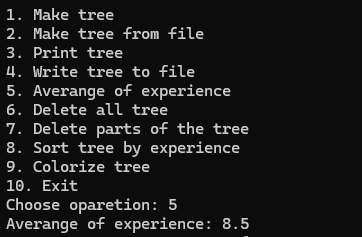 1. Make tree
2. Make tree from file
3. Print tree
4. Write tree to file
5. Averange of experience
6. Delete all tree
7. Delete parts of the tree
8. Sort tree by experience
9. Colorize tree
10. Exit
Choose oparetion: 5
Averange of experience: 8.5